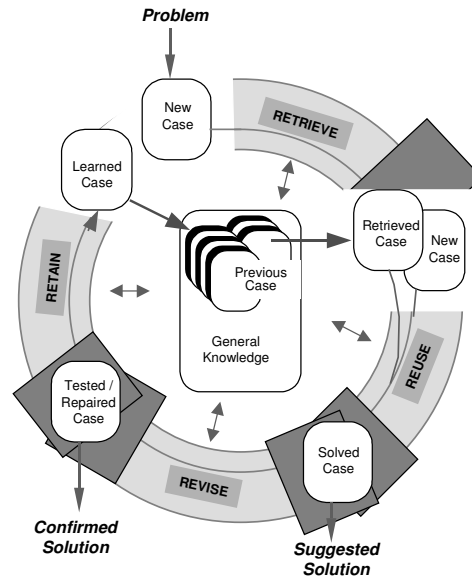 Problem
New
Case
RETRIEVE
Learned
Case
Retrieved
Case
New
Case
Previous
Case
General
Knowledge
RETAIN
REUSE
Tested /
Repaired
Case
REVISE
Solved
Case
Confirmed
Solution
Suggested
Solution